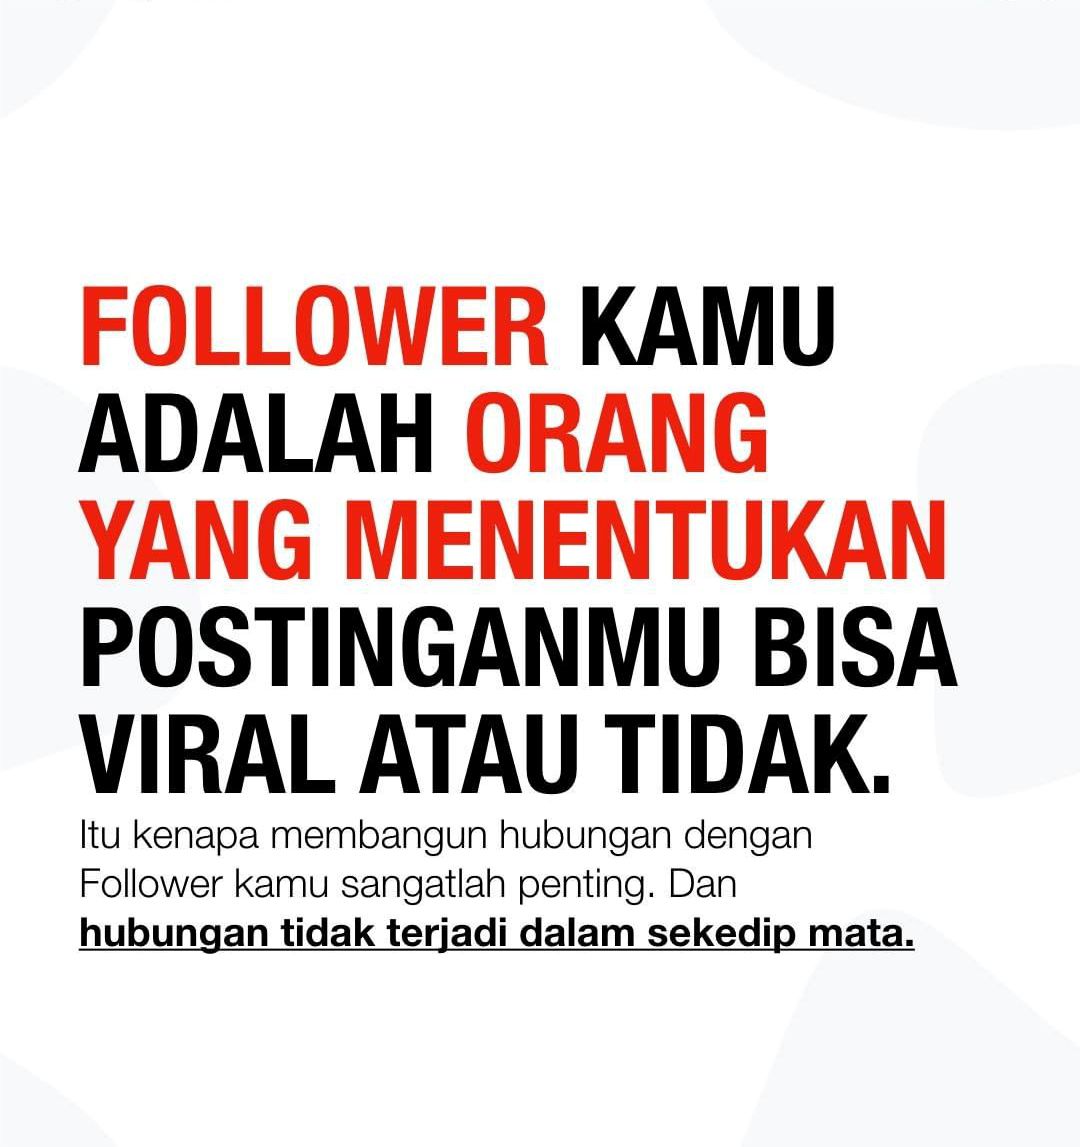 FOLLOWER KAMU
ADALAH ORANG
YANG MENENTUKAN
POSTINGANMU BISA
VIRAL ATAU TIDAK.
Itu kenapa membangun hubungan dengan
Follower kamu sangatlah penting. Dan
hubungan tidak terjadi dalam sekedip mata.